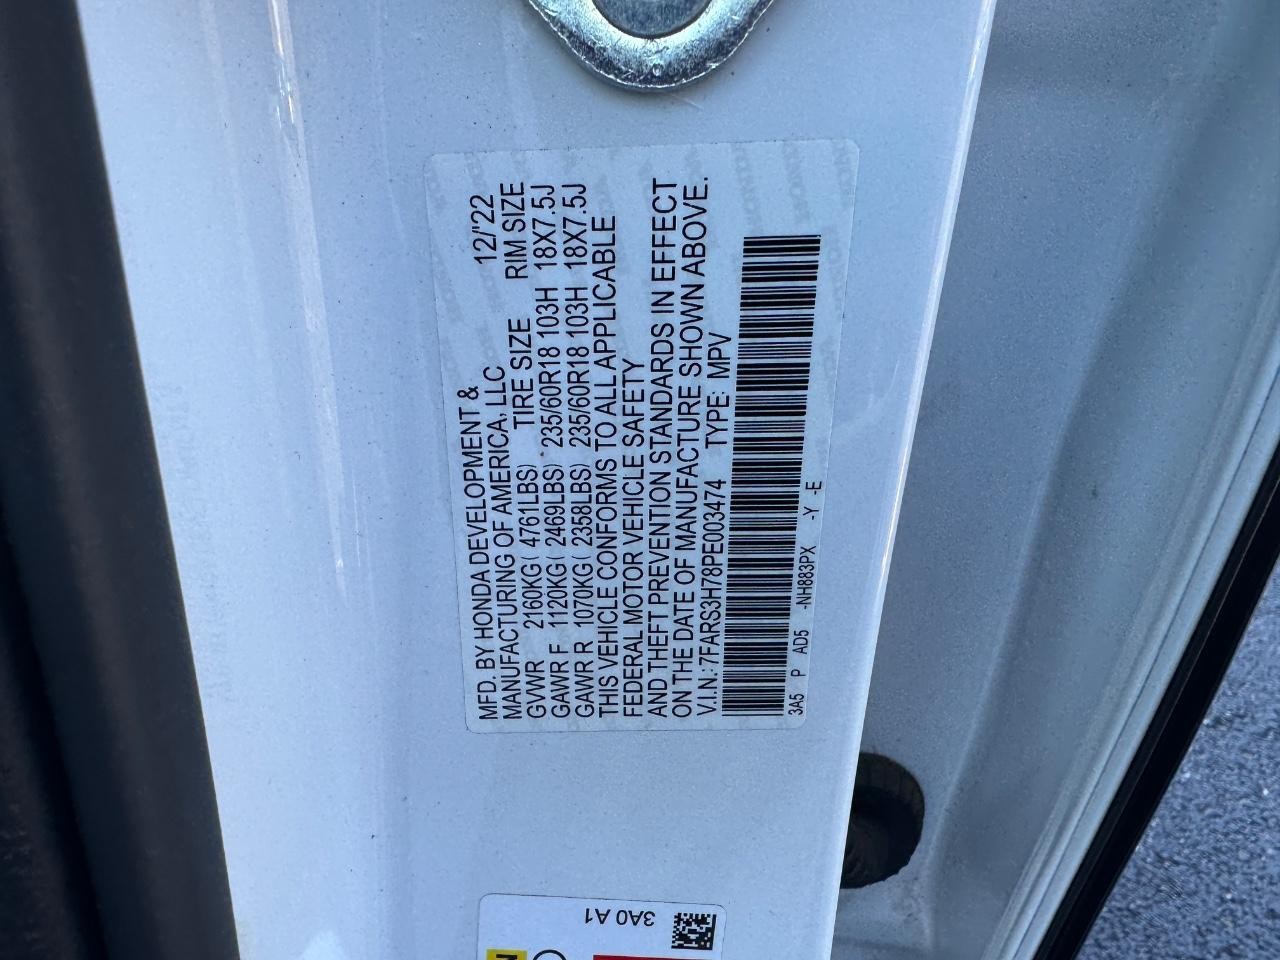 MFD. BY HONDA DEVELOPMENT &
MANUFACTURING OF AMERICA, LLC 12/'22
GVWR 2160KG( 4761LBS) TIRE SIZE RIM SIZE
GAWR F 1120KG( 2469LBS) 235/60R18 103H 18X7.5J
GAWR R 1070KG( 2358LBS) 235/60R18 103H 18X7.5J
THIS VEHICLE CONFORMS TO ALL APPLICABLE
FEDERAL MOTOR VEHICLE SAFETY
AND THEFT PREVENTION STANDARDS IN EFFECT
ON THE DATE OF MANUFACTURE SHOWN ABOVE.
V.I.N.: 7FARS3H78PE003474 TYPE: MPV
3A5 P AD5 -NH883PX -Y -E
3A0 A1